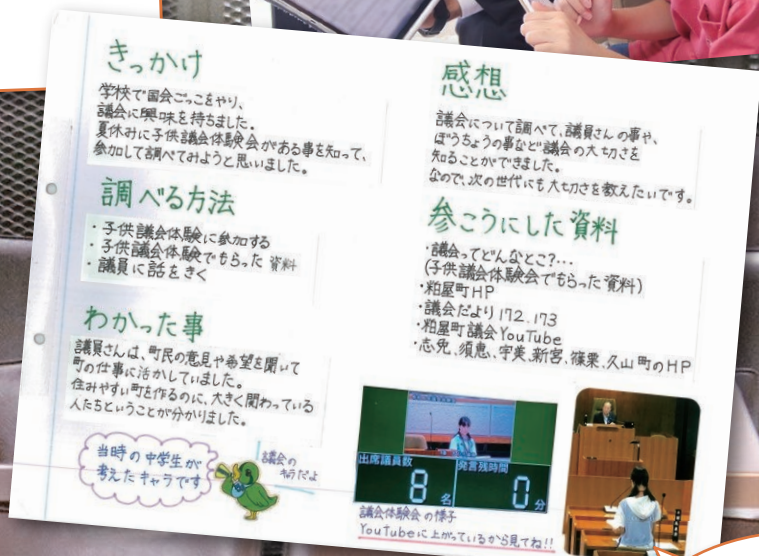 きっかけ
学校で国会ごっこをやり、
議会に興味を持ちました。
夏休みに子供議会体験会がある事を知って、
参加して調べてみようと思いました。
調べる方法
・子供議会体験に参加する
・子供議会体験でもらった資料
・議員に話をきく
わかった事
議員さんは、町民の意見や希望を聞いて
町の仕事に活かしていました。
住みやすい町を作るのに、大きく関わっている
人たちということが分かりました。
当時の中学生が
考えたキャラです
議会の
キャラだよ
感想
議会について調べて、議員さんの事や、
ぼうちょうの事など議会の大切さを
知ることができました。
なので、次の世代にも大切さを教えたいです。
参こうにした資料
・議会ってどんなとこ?…
(子供議会体験会でもらった資料)
・粕屋町HP
・議会だより172.173
・粕屋町議会YouTube
・志免、須恵、宇美、新宮、篠栗、久山町のHP
出席議員数
8名
発言残時間
0分
議会体験会の様子
YouTubeに上がっているから見てね!!